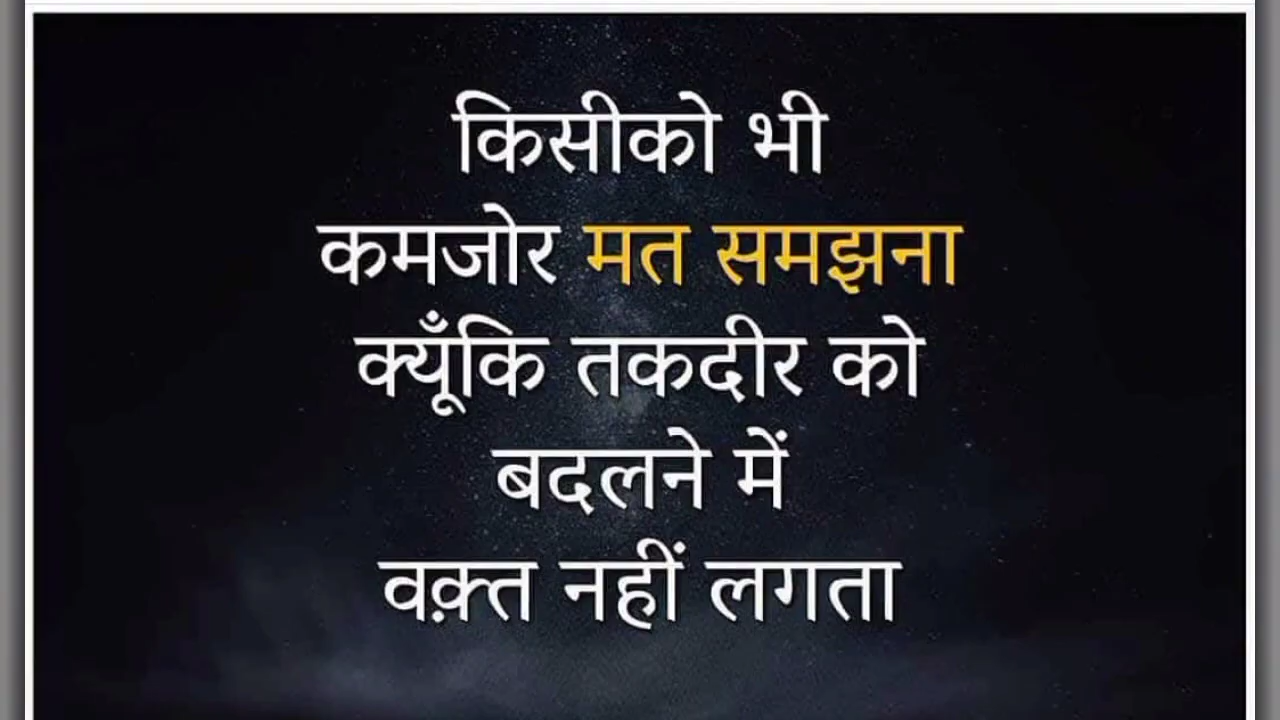 किसीको भी
कमजोर मत समझना
क्यूँकि तकदीर को
बदलने में
वक़्त नहीं लगता